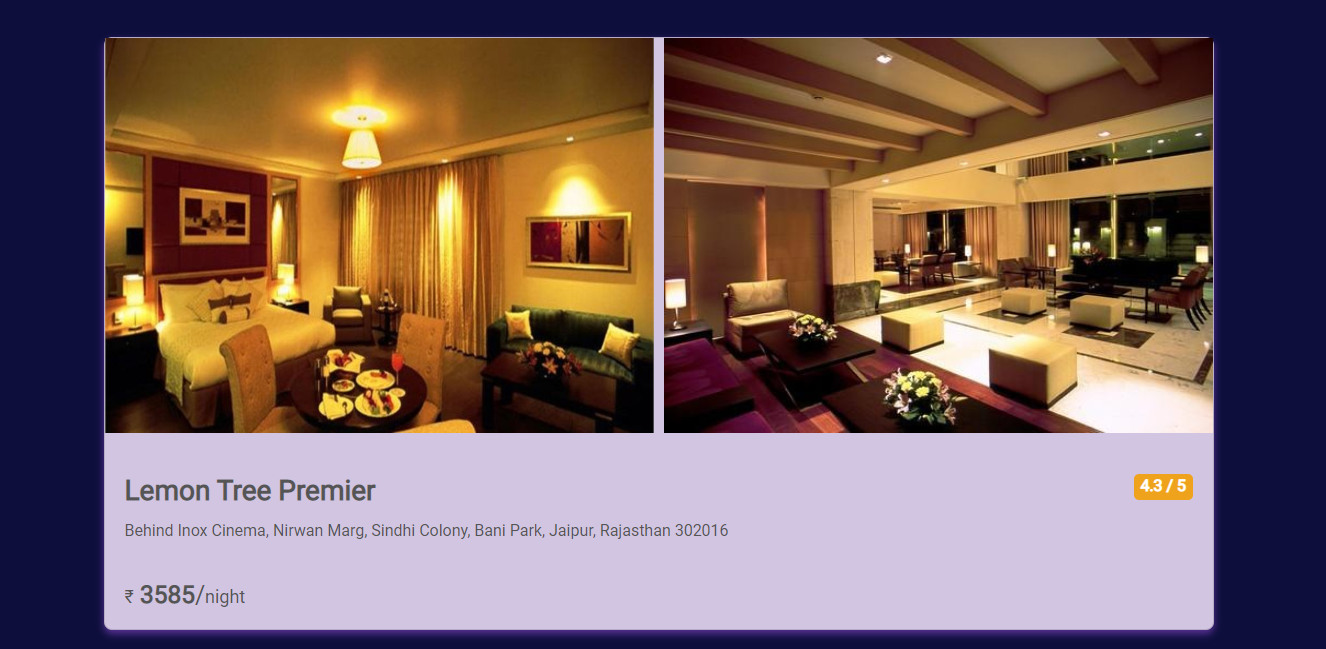 Lemon Tree Premier
4.3 / 5
Behind Inox Cinema, Nirwan Marg, Sindhi Colony, Bani Park, Jaipur, Rajasthan 302016
₹ 3585/night